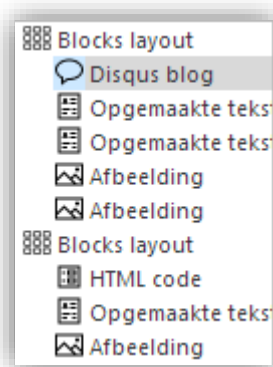 Blocks layout
Disqus blog
Opgemaakte teks
Opgemaakte teks
Afbeelding
Afbeelding
Blocks layout
HTML code
Opgemaakte teks
Afbeelding